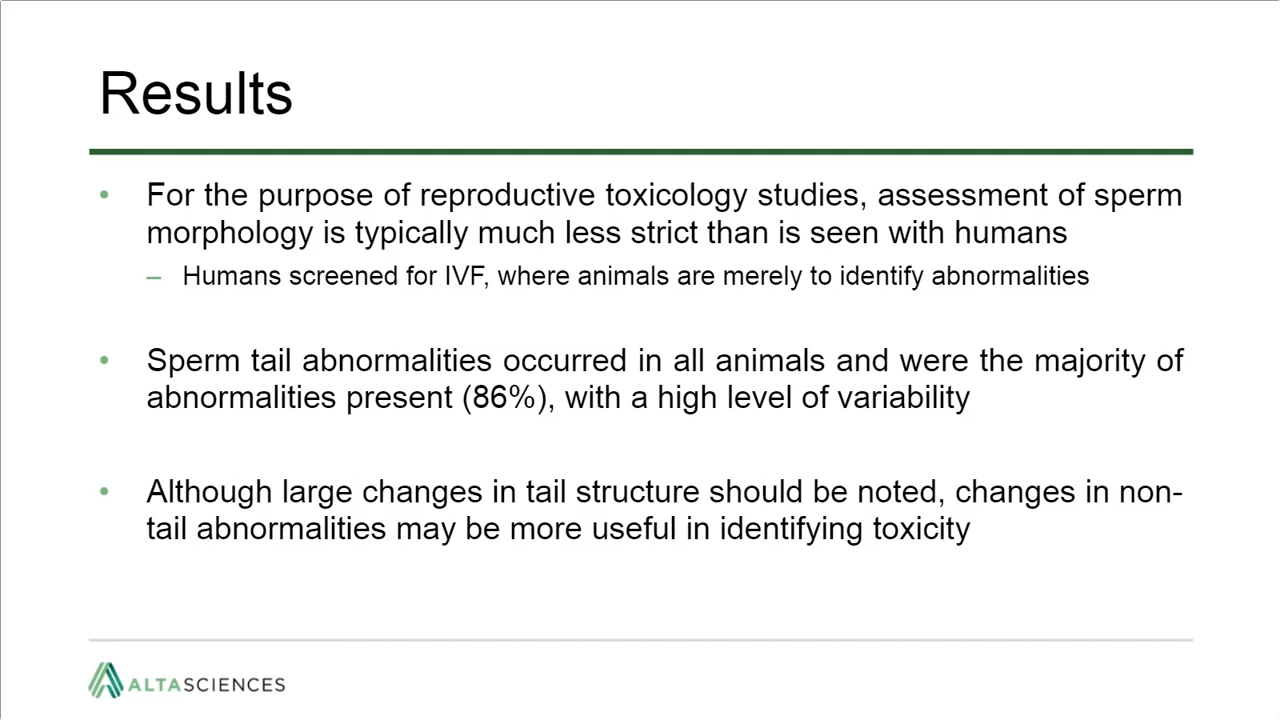 Results
• For the purpose of reproductive toxicology studies, assessment of sperm
morphology is typically much less strict than is seen with humans
– Humans screened for IVF, where animals are merely to identify abnormalities
• Sperm tail abnormalities occurred in all animals and were the majority of
abnormalities present (86%), with a high level of variability
• Although large changes in tail structure should be noted, changes in non-
tail abnormalities may be more useful in identifying toxicity
ALTASCIENCES